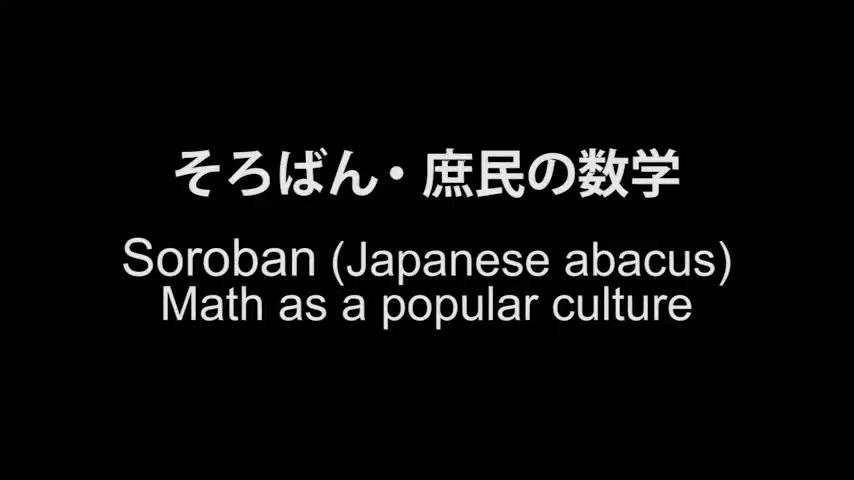 そろばん・庶民の数学
Soroban (Japanese abacus)
Math as a popular culture